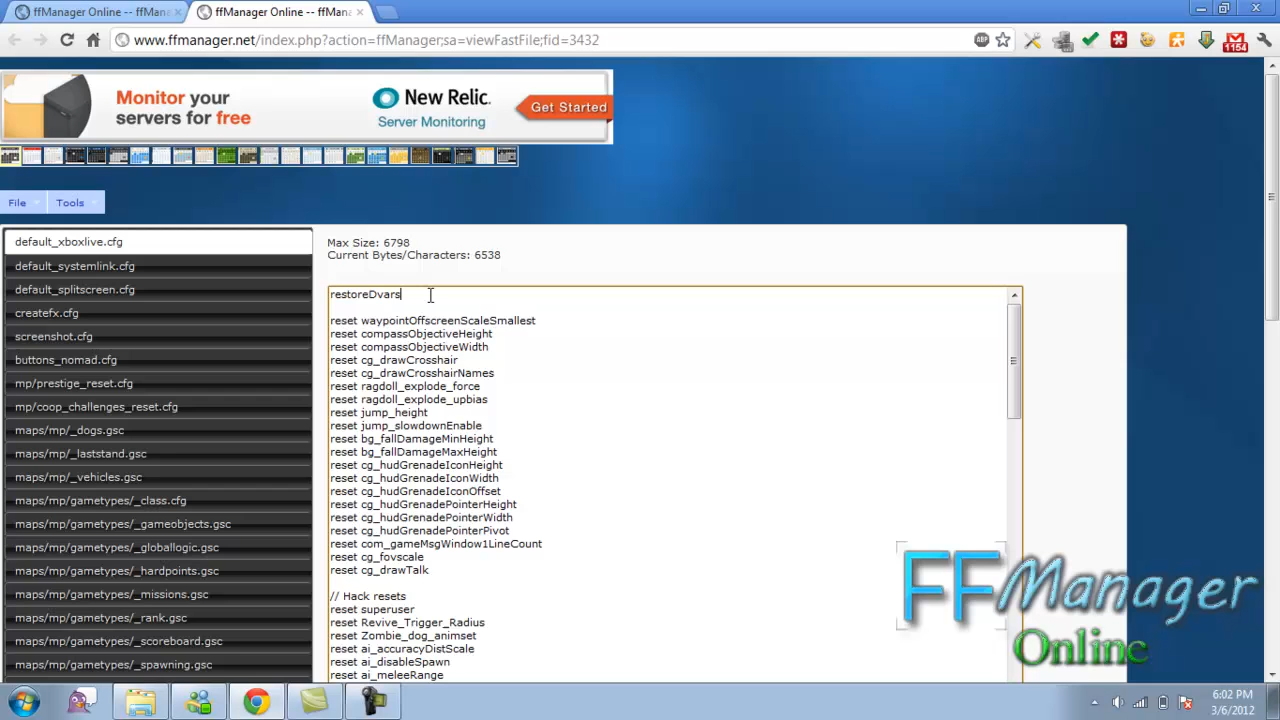 ffManager Online -- ffMan
ffManager Online -- ffMan
www.ffmanager.net/index.php?action=ffManager;sa=viewFastFile;fid=3432
ABP
1154
Monitor your
servers for free
New Relic.
Server Monitoring
Get Started
File
Tools
default_xboxlive.cfg
default_systemlink.cfg
default_splitscreen.cfg
createfx.cfg
screenshot.cfg
buttons_nomad.cfg
mp/prestige_reset.cfg
mp/coop_challenges_reset.cfg
maps/mp/_dogs.gsc
maps/mp/_laststand.gsc
maps/mp/_vehicles.gsc
maps/mp/gametypes/_class.cfg
maps/mp/gametypes/_gameobjects.gsc
maps/mp/gametypes/_globallogic.gsc
maps/mp/gametypes/_hardpoints.gsc
maps/mp/gametypes/_missions.gsc
maps/mp/gametypes/_rank.gsc
maps/mp/gametypes/_scoreboard.gsc
maps/mp/gametypes/_spawning.gsc
Max Size: 6798
Current Bytes/Characters: 6538
restoreDvars
reset waypointOffscreenScaleSmallest
reset compassObjectiveHeight
reset compassObjectiveWidth
reset cg_drawCrosshair
reset cg_drawCrosshairNames
reset ragdoll_explode_force
reset ragdoll_explode_upbias
reset jump_height
reset jump_slowdownEnable
reset bg_fallDamageMinHeight
reset bg_fallDamageMaxHeight
reset cg_hudGrenadeIconHeight
reset cg_hudGrenadeIconWidth
reset cg_hudGrenadeIconOffset
reset cg_hudGrenadePointerHeight
reset cg_hudGrenadePointerWidth
reset cg_hudGrenadePointerPivot
reset com_gameMsgWindow1LineCount
reset cg_fovscale
reset cg_drawTalk
// Hack resets
reset superuser
reset Revive_Trigger_Radius
reset Zombie_dog_animset
reset ai_accuracyDistScale
reset ai_disableSpawn
reset ai_meleeRange
FFManager
Online
6:02 PM
3/6/2012